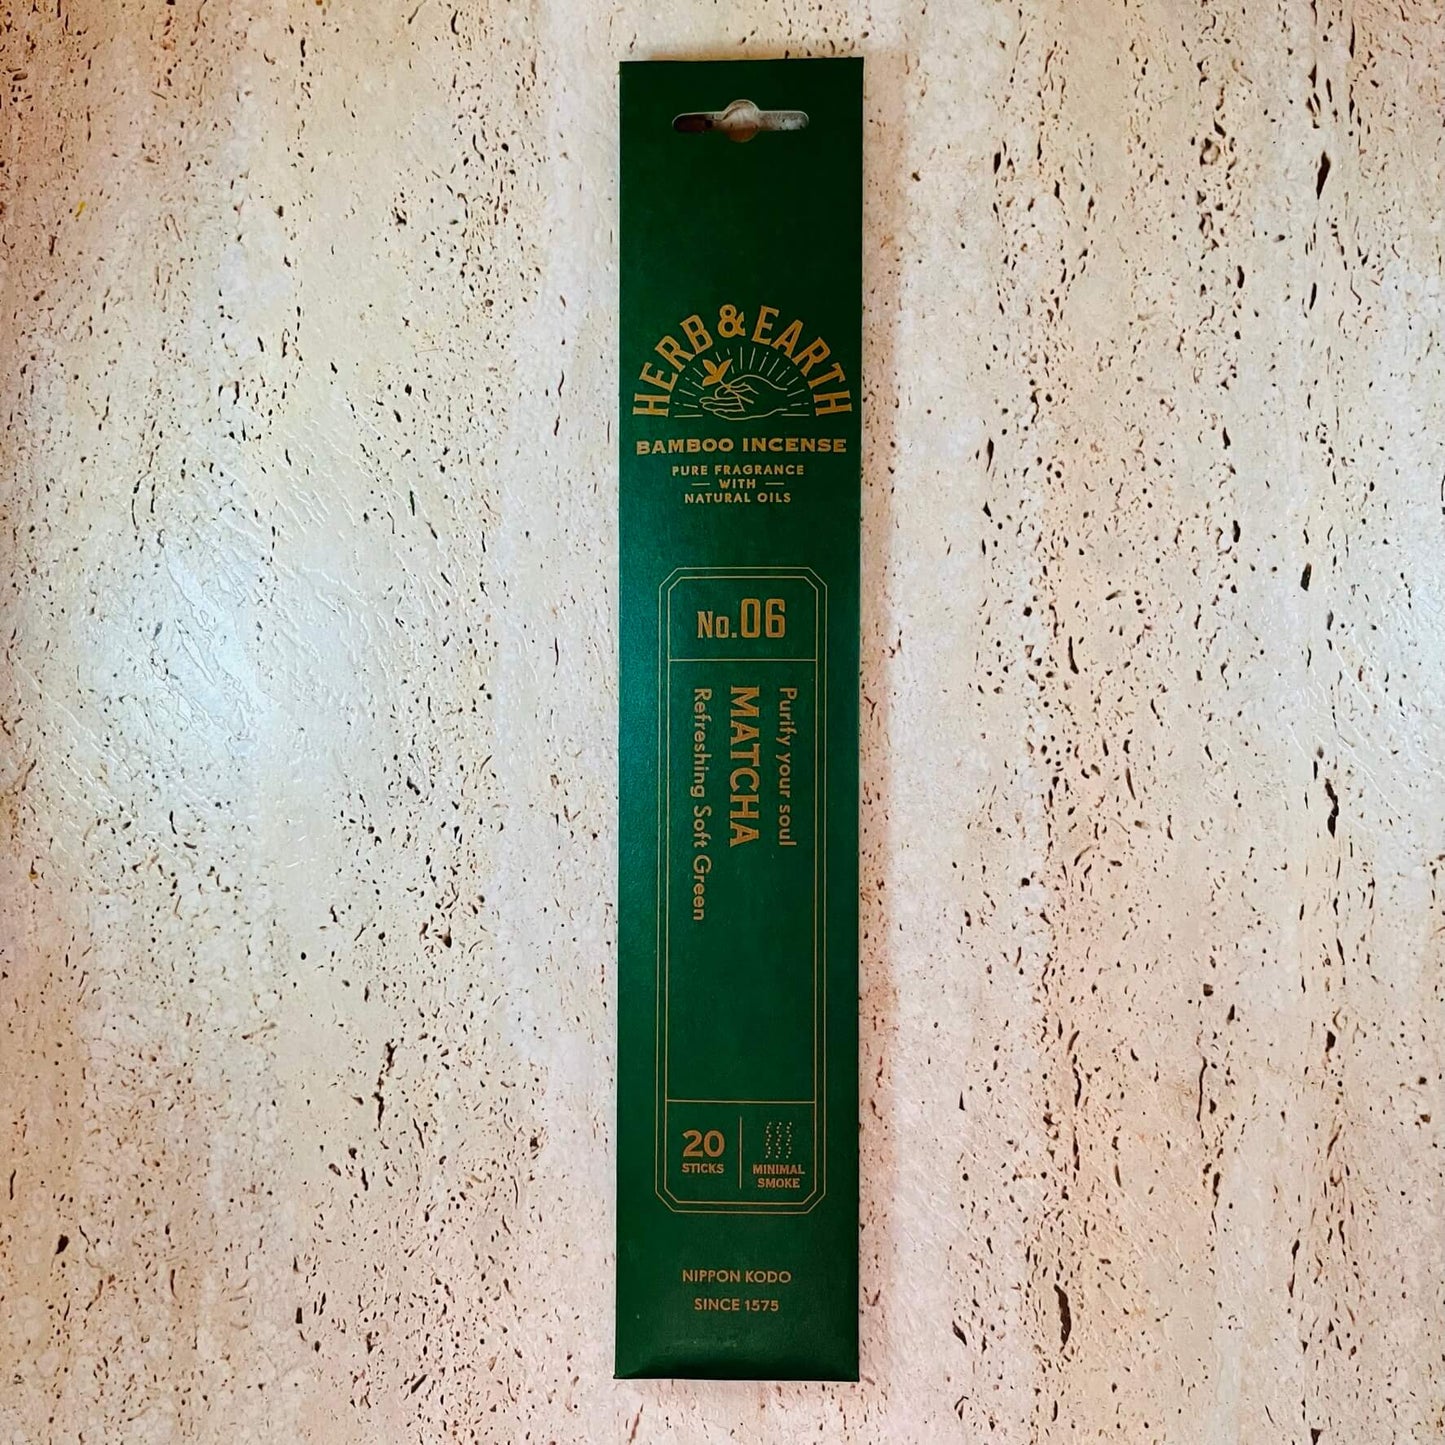 HERB & EARTH
BAMBOO INCENSE
PURE FRAGRANCE
WITH
NATURAL OILS
No.06
Purify your soul
MATCHA
Refreshing Soft Green
20
STICKS
MINIMAL
SMOKE
NIPPON KODO
SINCE 1575